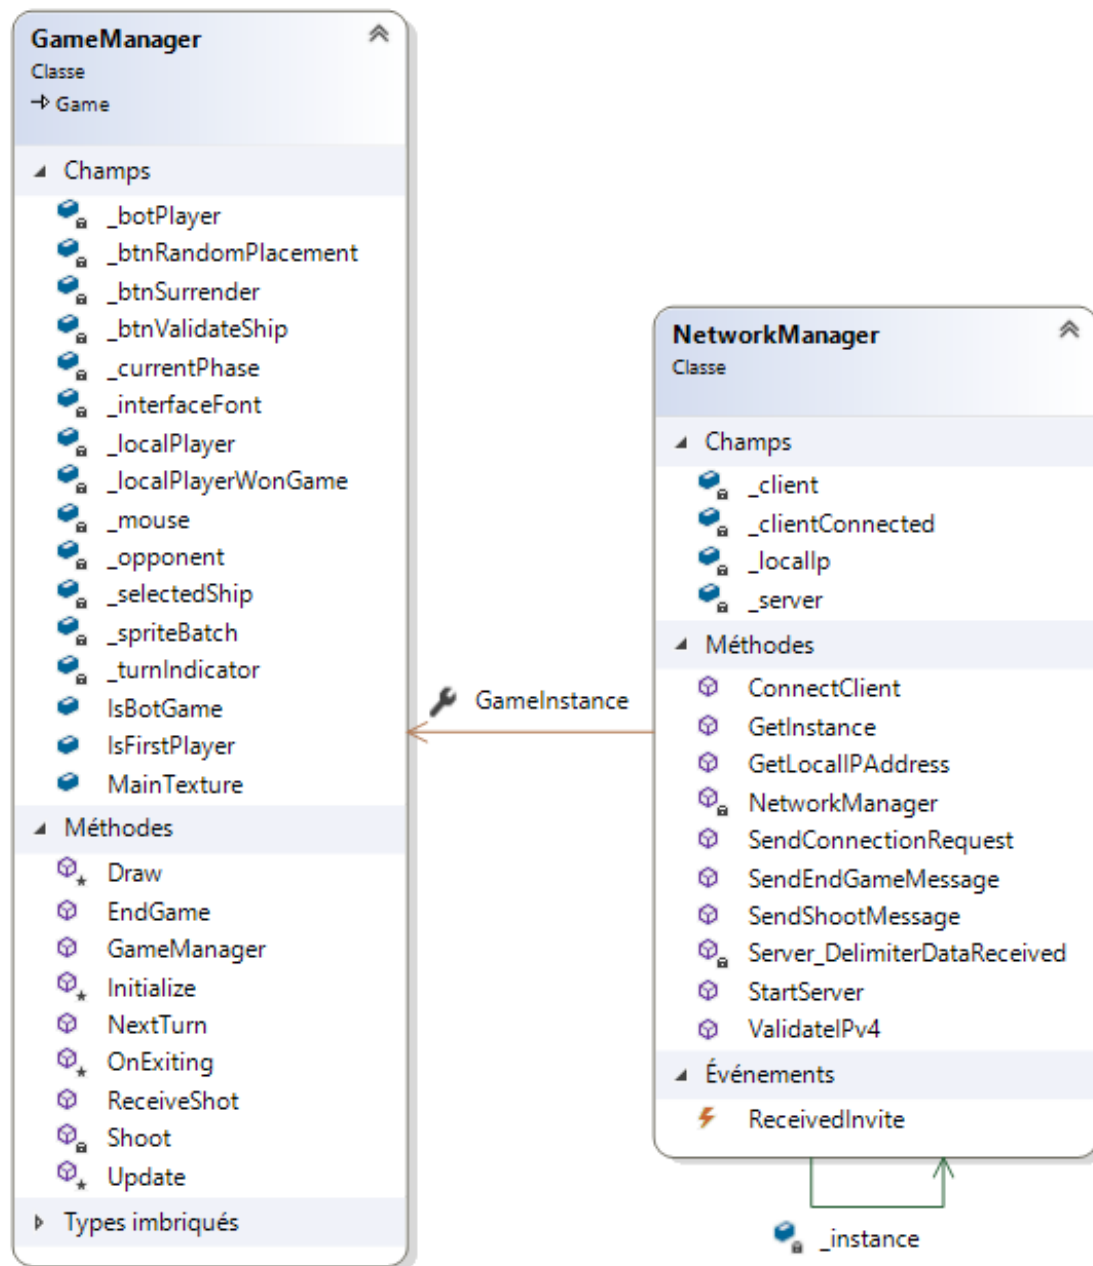 GameManager
Classe
Game
Champs
_botPlayer
_btnRandomPlacement
_btnSurrender
_btnValidateShip
_currentPhase
_interfaceFont
_localPlayer
_localPlayerWonGame
_mouse
_opponent
_selectedShip
_spriteBatch
_turnIndicator
IsBotGame
IsFirstPlayer
MainTexture
Méthodes
Draw
EndGame
GameManager
Initialize
NextTurn
OnExiting
ReceiveShot
Shoot
Update
Types imbriqués
GameInstance
NetworkManager
Classe
Champs
_client
_clientConnected
_localIp
_server
Méthodes
ConnectClient
GetInstance
GetLocalIPAddress
NetworkManager
SendConnectionRequest
SendEndGameMessage
SendShootMessage
Server_DelimiterDataReceived
StartServer
ValidateIPv4
Événements
ReceivedInvite
_instance